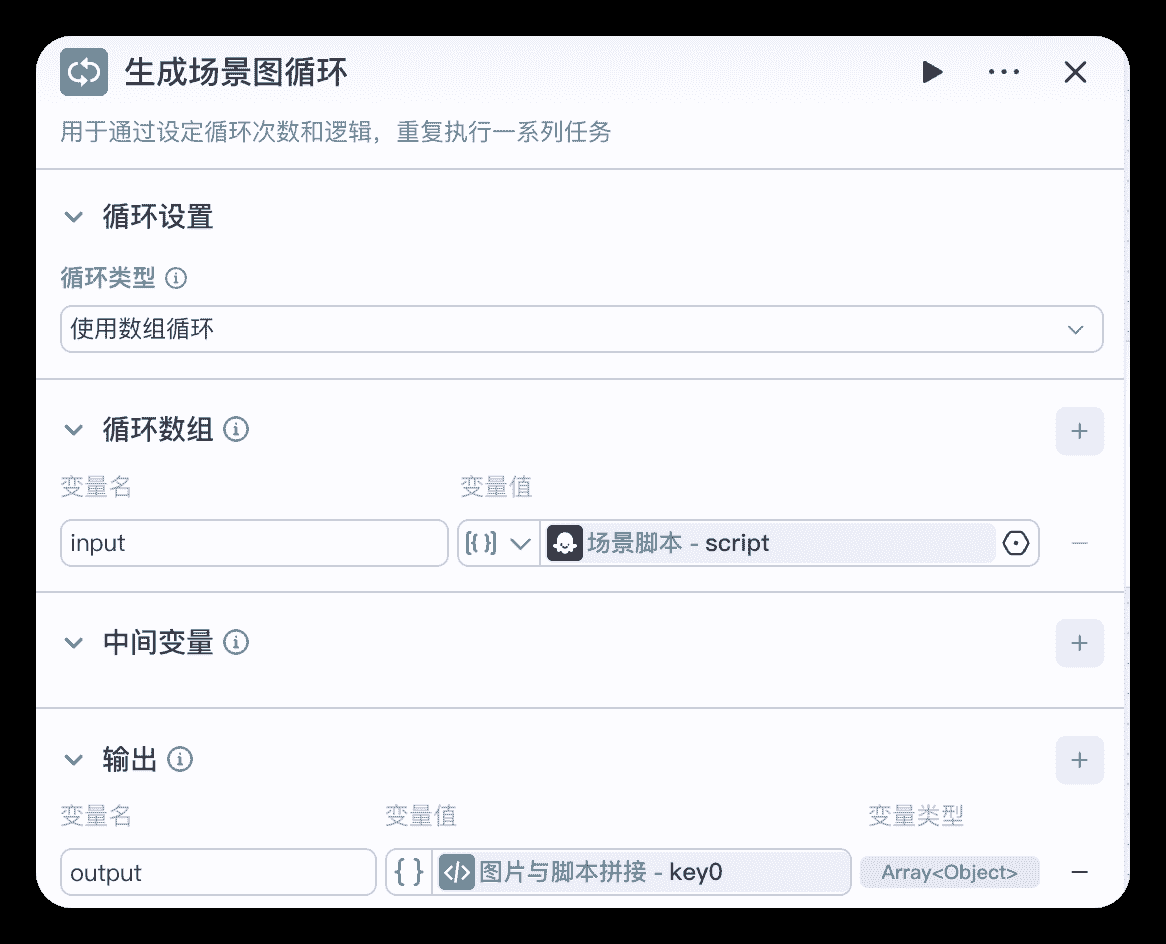 生成场景图循环
用于通过设定循环次数和逻辑，重复执行一系列任务
循环设置
循环类型
使用数组循环
循环数组
变量名 变量值
input 场景脚本 - script
中间变量
输出
变量名 变量值 变量类型
output 图片与脚本拼接 - key0 Array<Object>